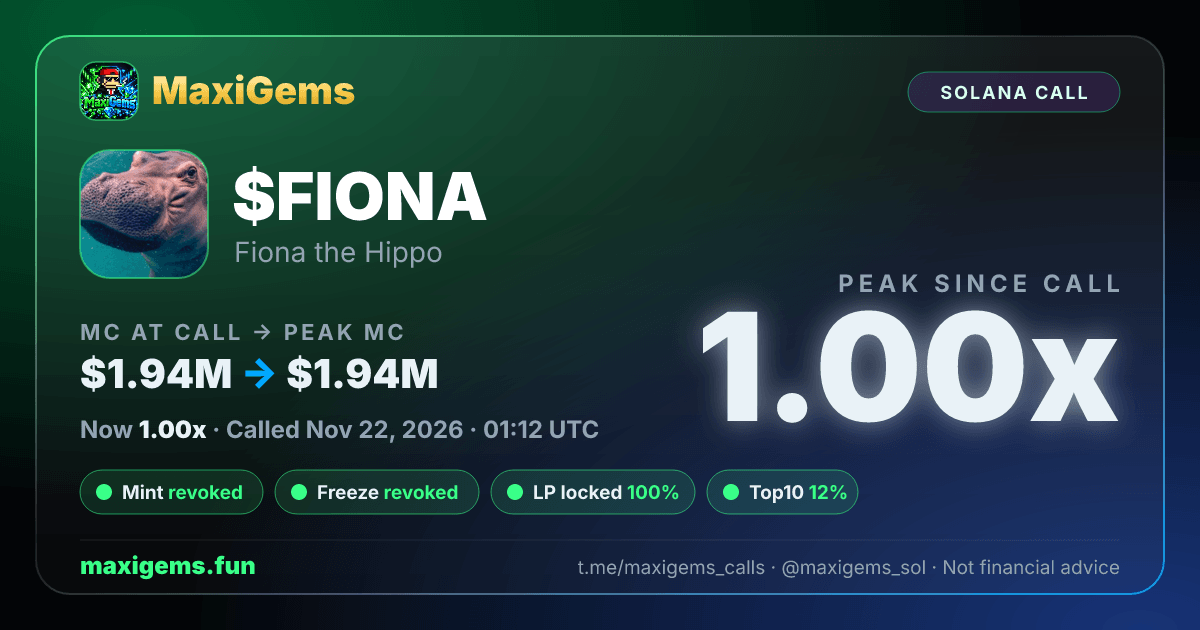 MaxiGems
MaxiGems
SOLANA CALL
$FIONA
Fiona the Hippo
PEAK SINCE CALL
1.00x
MC AT CALL → PEAK MC
$1.94M → $1.94M
Now 1.00x · Called Nov 22, 2026 · 01:12 UTC
Mint revoked
Freeze revoked
LP locked 100%
Top10 12%
maxigems.fun
t.me/maxigems_calls · @maxigems_sol · Not financial advice